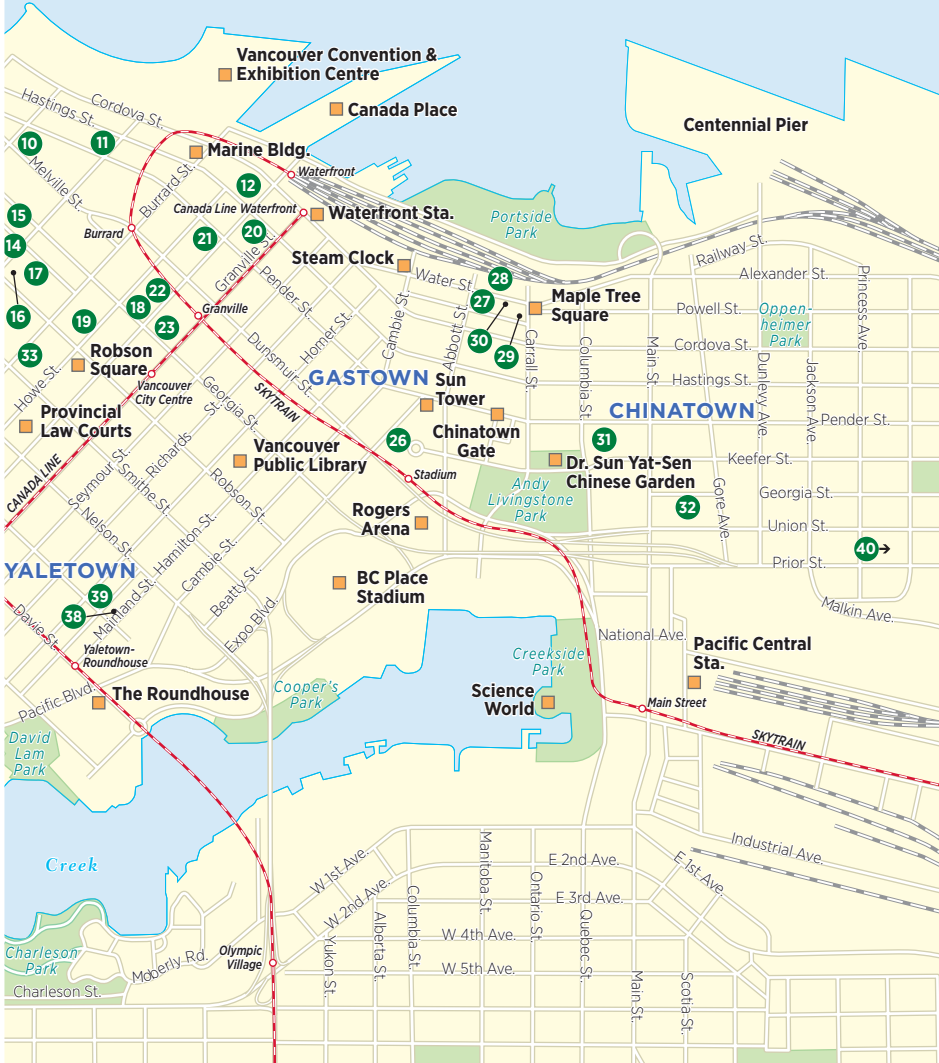 Vancouver Convention &
Exhibition Centre
Canada Place
Centennial Pier
Hastings St.
Cordova St.
10
11
Marine Bldg.
Melville St.
Burrard St.
Waterfront
12
Canada Line Waterfront
Waterfront Sta.
Portside
Park
15
14
Burrard
21
20
Granville St.
Steam Clock
Railway St.
17
Pender St.
Water St.
28
Alexander St.
Princess Ave.
22
27
Maple Tree
Square
Powell St.
Oppen-
heimer
Park
16
18
Granville
Homer St.
Cambie St.
Abbott St.
19
23
30
29
Carrall St.
Columbia St.
Main St.
Cordova St.
33
Robson
Square
Dunsmuir St.
Dunlevy Ave.
Jackson Ave.
Howe St.
Vancouver
City Centre
SKYTRAIN
GASTOWN
Sun
Tower
Hastings St.
CHINATOWN
Provincial
Law Courts
Georgia St.
Chinatown
Gate
Pender St.
CANADA LINE
Seymour St.
Richards
St.
Vancouver
Public Library
26
31
Keefer St.
Smithe St.
Robson St.
Stadium
Dr. Sun Yat-Sen
Chinese Garden
Andy
Livingstone
Park
Gore Ave.
Georgia St.
Nelson St.
Hamilton St.
Rogers
Arena
32
Union St.
Cambie St.
40
Prior St.
YALETOWN
Beatty St.
BC Place
Stadium
39
38
Mainland St.
Expo Blvd.
Malkin Ave.
Davie St.
National Ave.
Yaletown-
Roundhouse
Creekside
Park
Pacific Central
Sta.
Pacific Blvd.
The Roundhouse
Cooper's
Park
Science
World
Main Street
SKYTRAIN
David
Lam
Park
Creek
Industrial Ave.
W 1st Ave.
Manitoba St.
E 2nd Ave.
E 1st Ave.
W 2nd Ave.
Columbia St.
Ontario St.
E 3rd Ave.
Alberta St.
Quebec St.
W 4th Ave.
Charleson
Park
Moberly Rd.
Olympic
Village
Yukon St.
W 5th Ave.
Main St.
Scotia St.
Charleson St.